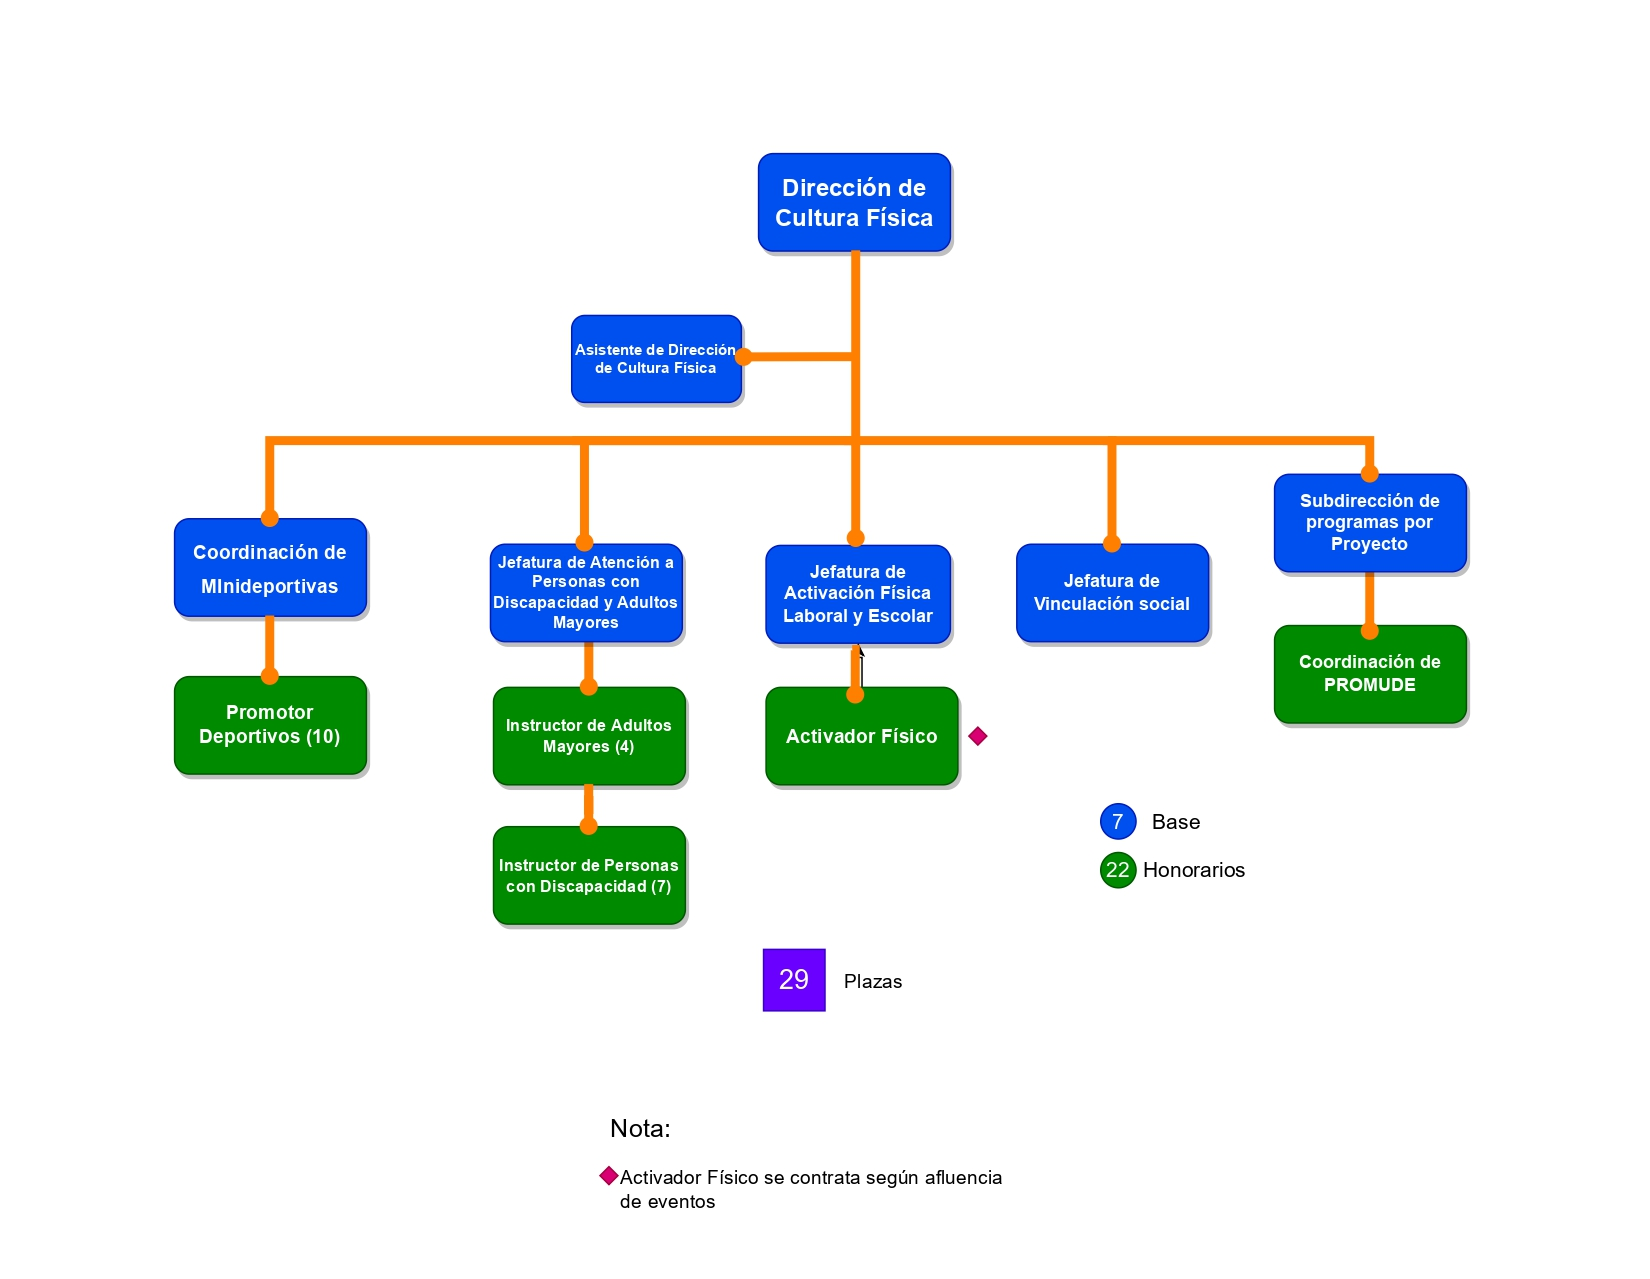 Dirección de
Cultura Física
Asistente de Dirección
de Cultura Física
Coordinación de
MInideportivas
Jefatura de Atención a
Personas con
Discapacidad y Adultos
Mayores
Jefatura de
Activación Física
Laboral y Escolar
Jefatura de
Vinculación social
Subdirección de
programas por
Proyecto
Promotor
Deportivos (10)
Instructor de Adultos
Mayores (4)
Activador Físico
Coordinación de
PROMUDE
Instructor de Personas
con Discapacidad (7)
7 Base
22 Honorarios
29 Plazas
Nota:
Activador Físico se contrata según afluencia
de eventos